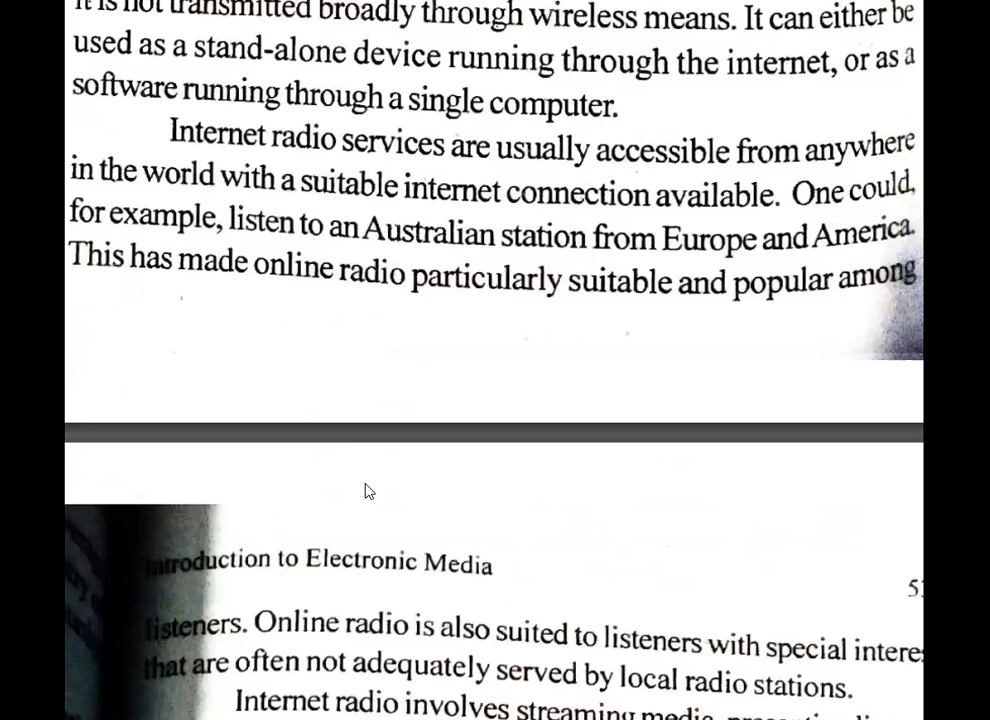 It is not transmitted broadly through wireless means. It can either be
used as a stand-alone device running through the internet, or as a
software running through a single computer.
Internet radio services are usually accessible from anywhere
in the world with a suitable internet connection available. One could,
for example, listen to an Australian station from Europe and America.
This has made online radio particularly suitable and popular among
Introduction to Electronic Media
listeners. Online radio is also suited to listeners with special
that are often not adequately served by local radio stations.
Internet radio involves streaming media,